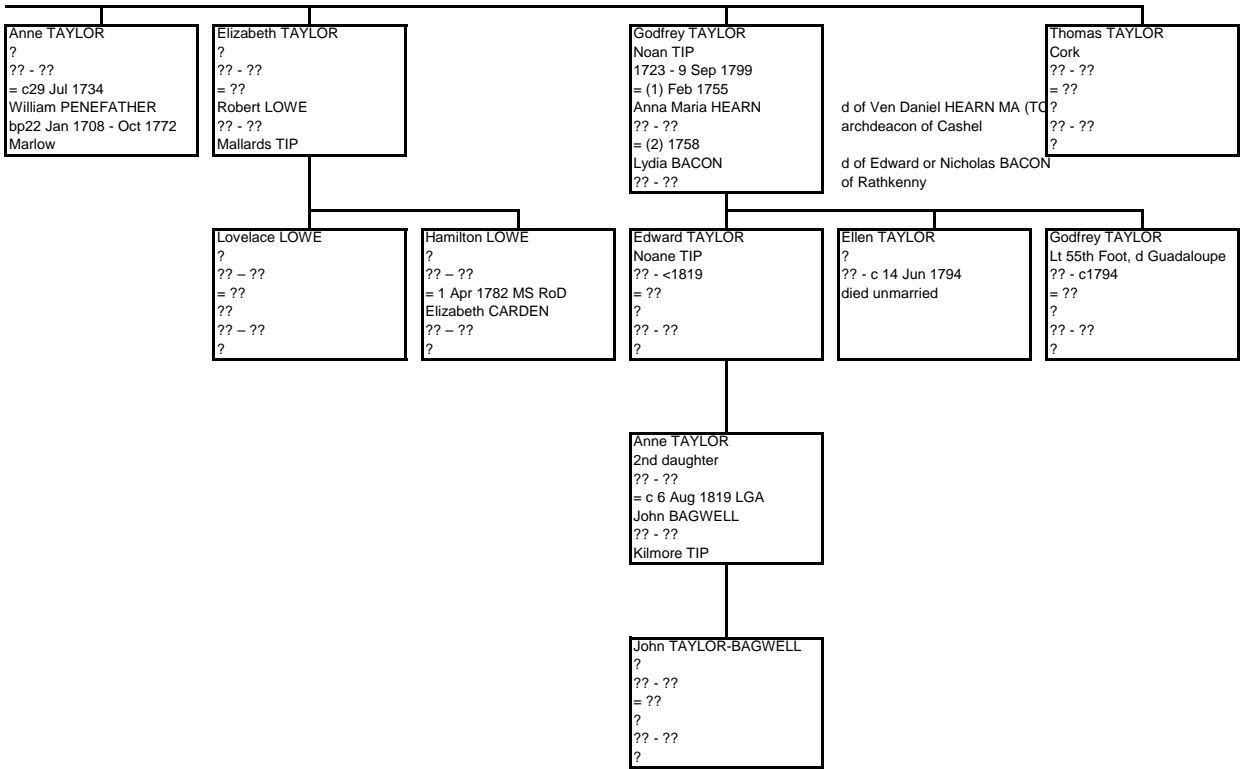 Anne TAYLOR
?
?? - ??
= c29 Jul 1734
William PENEFATHER
bp22 Jan 1708 - Oct 1772
Marlow
Elizabeth TAYLOR
?
?? - ??
= ??
Robert LOWE
?? - ??
Mallards TIP
Godfrey TAYLOR
Noan TIP
1723 - 9 Sep 1799
= (1) Feb 1755
Anna Maria HEARN
?? - ??
= (2) 1758
Lydia BACON
?? - ??
d of Ven Daniel HEARN MA (TC
archdeacon of Cashel
d of Edward or Nicholas BACON
of Rathkenny
Thomas TAYLOR
Cork
?? - ??
= ??
?
?? - ??
?
Lovelace LOWE
?
?? – ??
= ??
??
?? – ??
?
Hamilton LOWE
?
?? – ??
= 1 Apr 1782 MS RoD
Elizabeth CARDEN
?? – ??
?
Edward TAYLOR
Noane TIP
?? - <1819
= ??
?
?? - ??
?
Ellen TAYLOR
?
?? - c 14 Jun 1794
died unmarried
Godfrey TAYLOR
Lt 55th Foot, d Guadaloupe
?? - c1794
= ??
?
?? - ??
?
Anne TAYLOR
2nd daughter
?? - ??
= c 6 Aug 1819 LGA
John BAGWELL
?? - ??
Kilmore TIP
John TAYLOR-BAGWELL
?
?? - ??
= ??
?
?? - ??
?